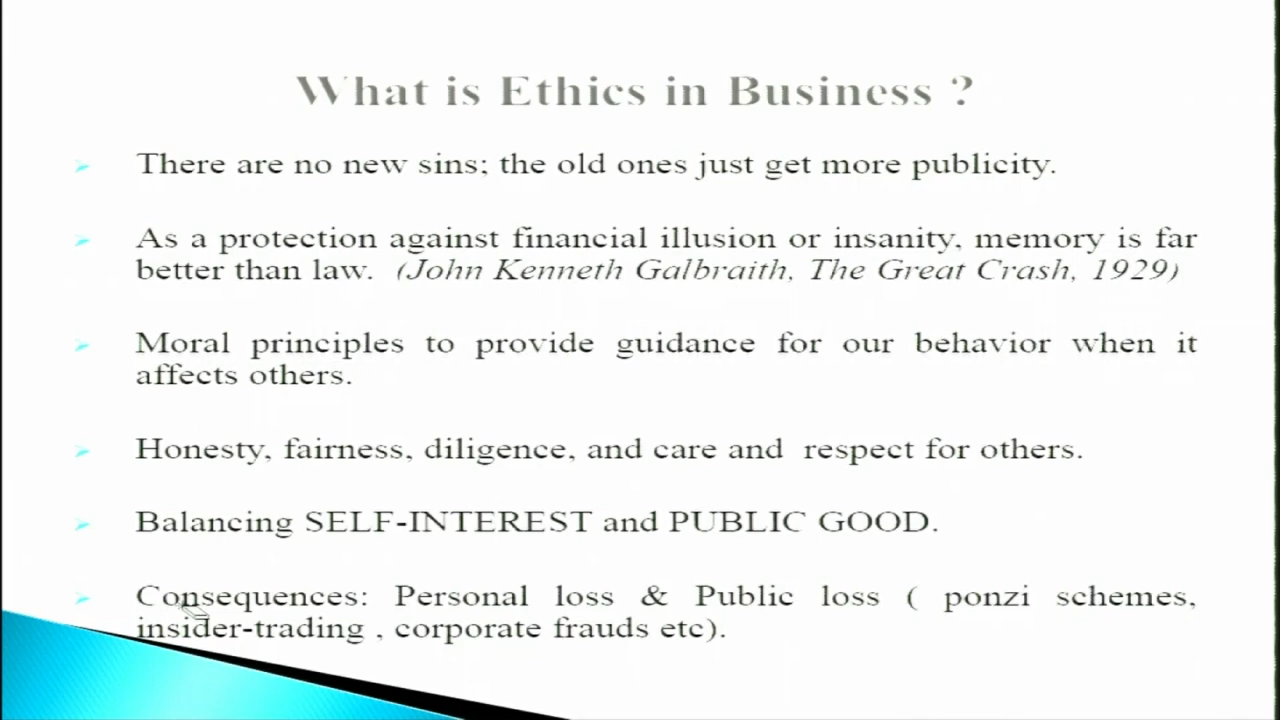 What is Ethics in Business ?
There are no new sins; the old ones just get more publicity.
As a protection against financial illusion or insanity, memory is far
better than law. (John Kenneth Galbraith, The Great Crash, 1929)
Moral principles to provide guidance for our behavior when it
affects others.
Honesty, fairness, diligence, and care and respect for others.
Balancing SELF-INTEREST and PUBLIC GOOD.
Consequences: Personal loss & Public loss ( ponzi schemes,
insider-trading , corporate frauds etc).